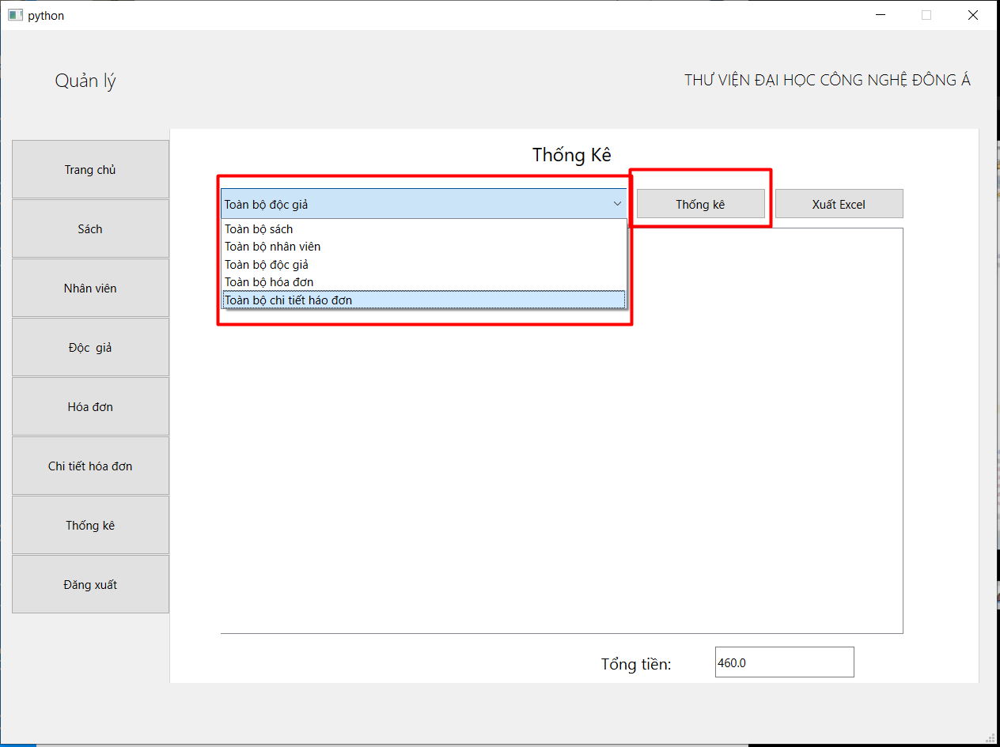 python
Quản lý
THƯ VIỆN ĐẠI HỌC CÔNG NGHỆ ĐÔNG Á
Trang chủ
Sách
Nhân viên
Độc  giả
Hóa đơn
Chi tiết hóa đơn
Thống kê
Đăng xuất
Thống Kê
Toàn bộ độc giả
Thống kê
Xuất Excel
Toàn bộ sách
Toàn bộ nhân viên
Toàn bộ độc giả
Toàn bộ hóa đơn
Toàn bộ chi tiết háo đơn
Tổng tiền:
460.0